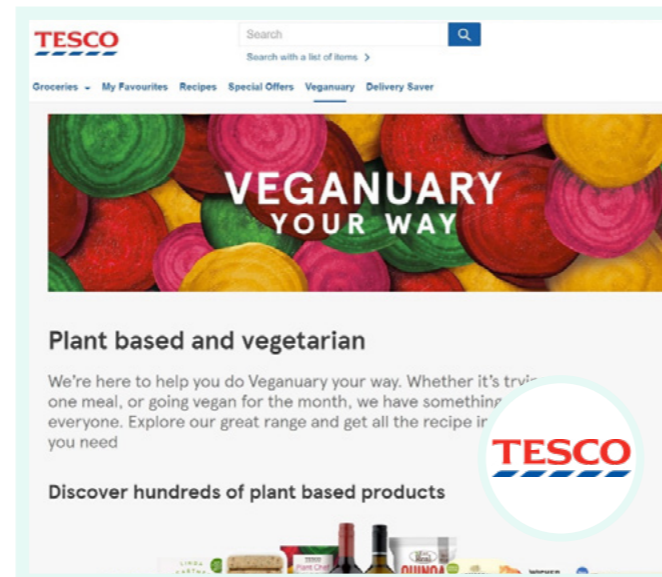 TESCO
Search
Search with a list of items
Groceries My Favourites Recipes Special Offers Veganuary Delivery Saver
VEGANUARY
YOUR WAY
Plant based and vegetarian
We're here to help you do Veganuary your way. Whether it's
one meal, or going vegan for the month, we have something
everyone. Explore our great range and get all the recipe
you need
TESCO
Discover hundreds of plant based products
LINDA
TESCO
Plant Chef
QUINOA